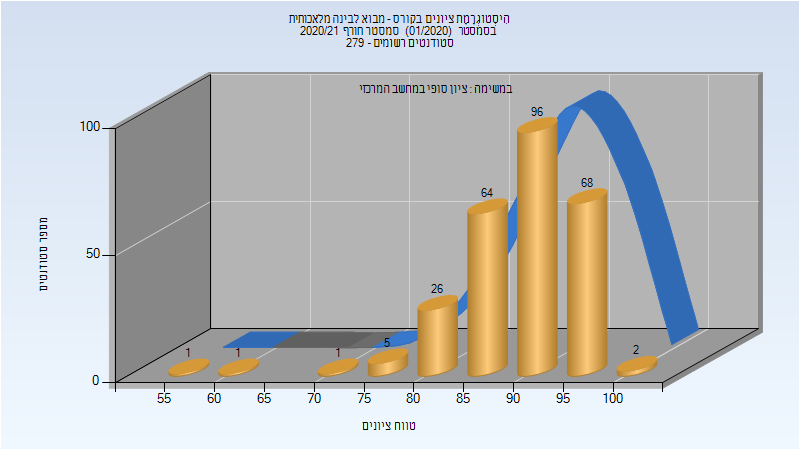 היסטוגרמת ציונים בקורס - מבוא לבינה מלאכותית
בסמסטר (01/2020) סמסטר חורף 2020/21
סטודנטים רשומים - 279
במשימה : ציון סופי במחשב המרכזי
מספר סטודנטים
100
50
0
1
1
1
5
26
64
96
68
2
55 60 65 70 75 80 85 90 95 100
טווח ציונים